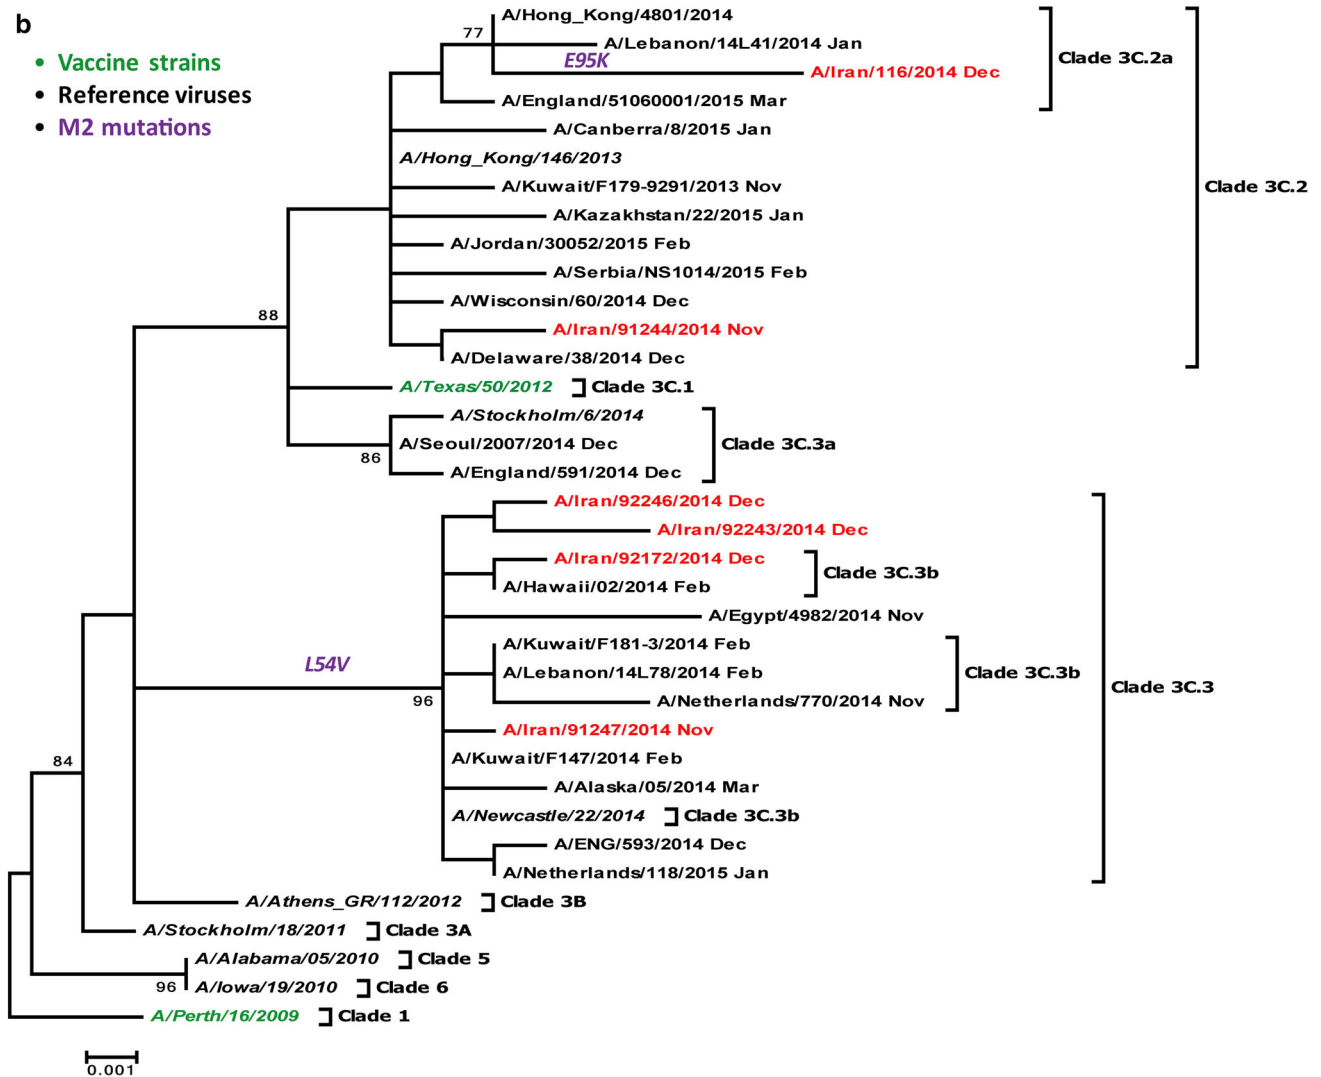 b
• Vaccine strains
• Reference viruses
• M2 mutations
A/Hong_Kong/4801/2014
77
A/Lebanon/14L41/2014 Jan
E95K
Clade 3C.2a
A/Iran/116/2014 Dec
A/England/51060001/2015 Mar
A/Canberra/8/2015 Jan
A/Hong_Kong/146/2013
A/Kuwait/F179-9291/2013 Nov
Clade 3C.2
A/Kazakhstan/22/2015 Jan
A/Jordan/30052/2015 Feb
A/Serbia/NS1014/2015 Feb
A/Wisconsin/60/2014 Dec
88
A/Iran/91244/2014 Nov
A/Delaware/38/2014 Dec
A/Texas/50/2012 Clade 3C.1
A/Stockholm/6/2014
A/Seoul/2007/2014 Dec Clade 3C.3a
86
A/England/591/2014 Dec
A/Iran/92246/2014 Dec
A/Iran/92243/2014 Dec
A/Iran/92172/2014 Dec
Clade 3C.3b
A/Hawaii/02/2014 Feb
A/Egypt/4982/2014 Nov
A/Kuwait/F181-3/2014 Feb
L54V
A/Lebanon/14L78/2014 Feb Clade 3C.3b
Clade 3C.3
96
A/Netherlands/770/2014 Nov
A/Iran/91247/2014 Nov
A/Kuwait/F147/2014 Feb
84
A/Alaska/05/2014 Mar
A/Newcastle/22/2014 Clade 3C.3b
A/ENG/593/2014 Dec
A/Netherlands/118/2015 Jan
A/Athens_GR/112/2012 Clade 3B
A/Stockholm/18/2011 Clade 3A
A/Alabama/05/2010 Clade 5
96
A/Iowa/19/2010 Clade 6
A/Perth/16/2009 Clade 1
0.001